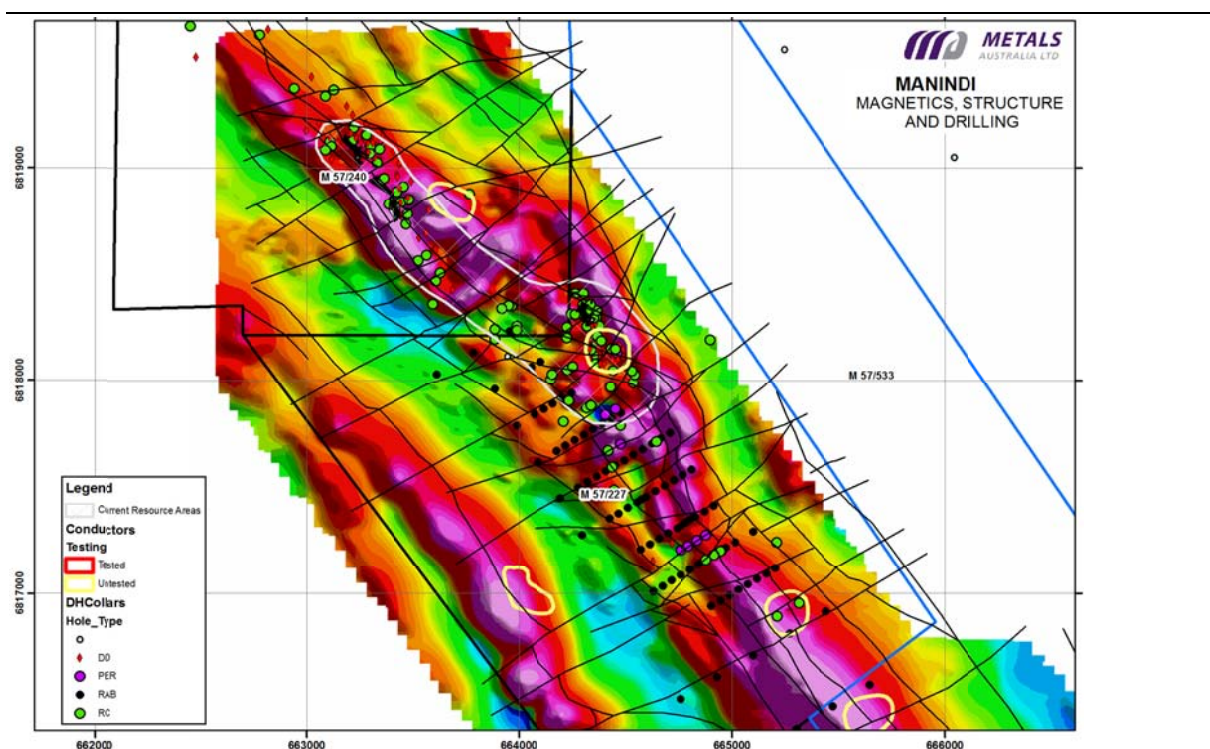 METALS
AUSTRALIA LTD
MANINDI
MAGNETICS, STRUCTURE
AND DRILLING
6819000
M 57/240
6818000
M 57/533
M 57/227
6817000
Legend
Current Resource Areas
Conductors
Testing
Tested
Untested
DHCollars
Hole_Type
DD
PER
RAB
RC
662000
663000
664000
665000
666000